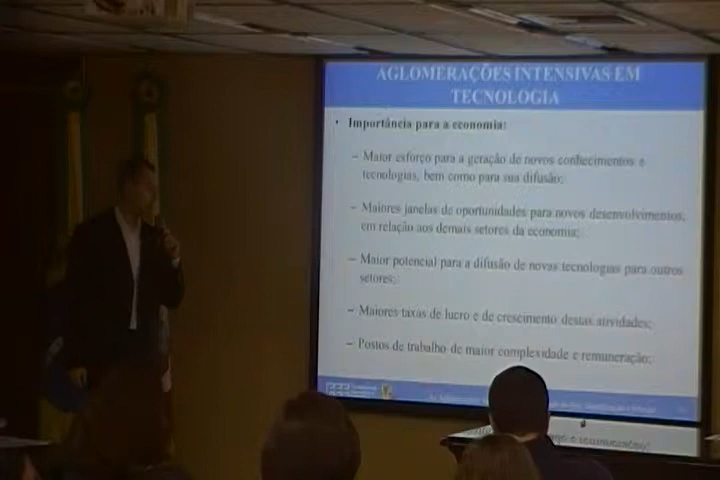 AGLOMERAÇÕES INTENSIVAS EM
TECNOLOGIA
• Importância para a economia:
– Maior esforço para a geração de novos conhecimentos e
tecnologias, bem como para sua difusão;
– Maiores janelas de oportunidades para novos desenvolvimentos,
em relação aos demais setores da economia;
– Maior potencial para a difusão de novas tecnologias para outros
setores;
– Maiores taxas de lucro e de crescimento destas atividades;
– Postos de trabalho de maior complexidade e remuneração;